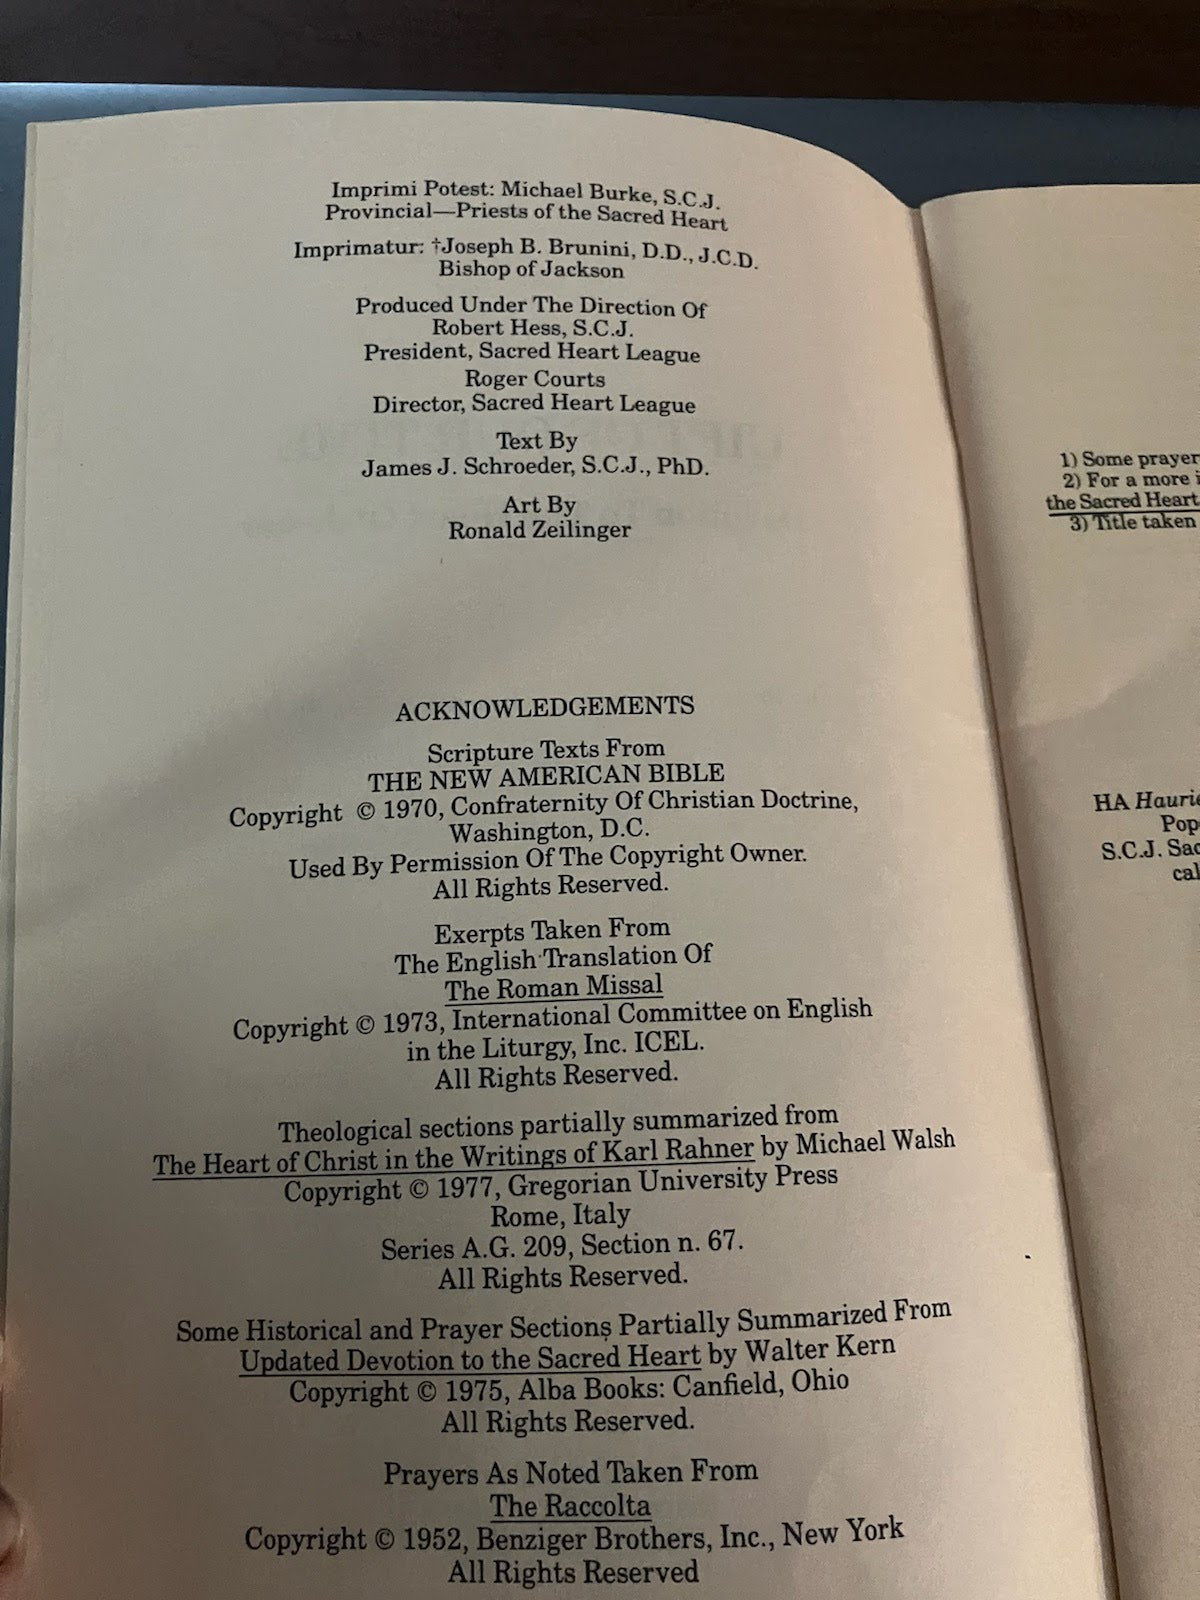 Imprimi Potest: Michael Burke, S.C.J.
Provincial—Priests of the Sacred Heart
Imprimatur: †Joseph B. Brunini, D.D., J.C.D.
Bishop of Jackson
Produced Under The Direction Of
Robert Hess, S.C.J.
President, Sacred Heart League
Roger Courts
Director, Sacred Heart League
Text By
James J. Schroeder, S.C.J., PhD.
Art By
Ronald Zeilinger
ACKNOWLEDGEMENTS
Scripture Texts From
THE NEW AMERICAN BIBLE
Copyright © 1970, Confraternity Of Christian Doctrine,
Washington, D.C.
Used By Permission Of The Copyright Owner.
All Rights Reserved.
Exerpts Taken From
The English Translation Of
The Roman Missal
Copyright © 1973, International Committee on English
in the Liturgy, Inc. ICEL.
All Rights Reserved.
Theological sections partially summarized from
The Heart of Christ in the Writings of Karl Rahner by Michael Walsh
Copyright © 1977, Gregorian University Press
Rome, Italy
Series A.G. 209, Section n. 67.
All Rights Reserved.
Some Historical and Prayer Sections Partially Summarized From
Updated Devotion to the Sacred Heart by Walter Kern
Copyright © 1975, Alba Books: Canfield, Ohio
All Rights Reserved.
Prayers As Noted Taken From
The Raccolta
Copyright © 1952, Benziger Brothers, Inc., New York
All Rights Reserved
1) Some prayer
2) For a more
the Sacred Heart
3) Title taken
HA Haurie
Pop
S.C.J. Sac
cal